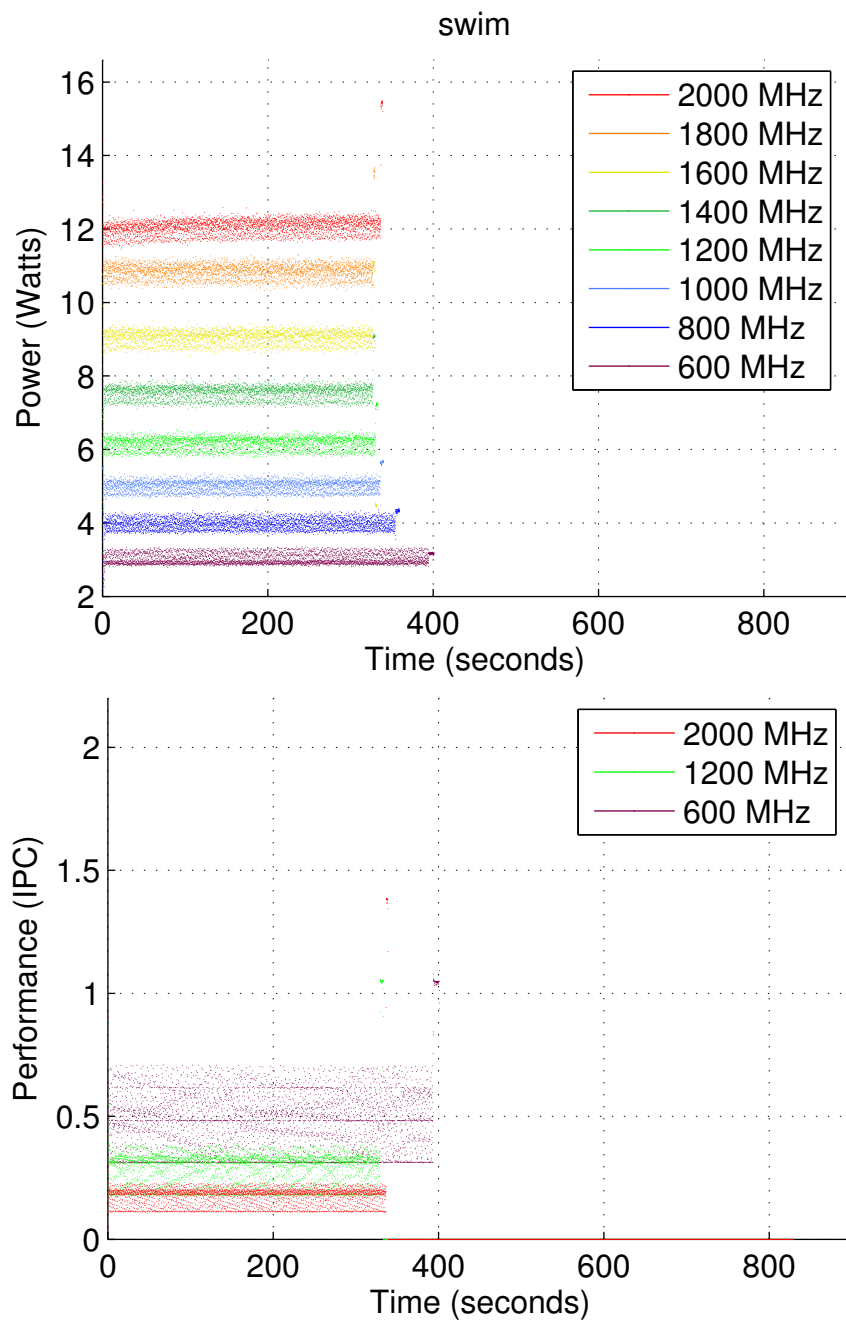 swim
Power (Watts)
16
14
12
10
8
6
4
2
2000 MHz
1800 MHz
1600 MHz
1400 MHz
1200 MHz
1000 MHz
800 MHz
600 MHz
0 200 400 600 800
Time (seconds)
Performance (IPC)
2
1.5
1
0.5
0
2000 MHz
1200 MHz
600 MHz
0 200 400 600 800
Time (seconds)